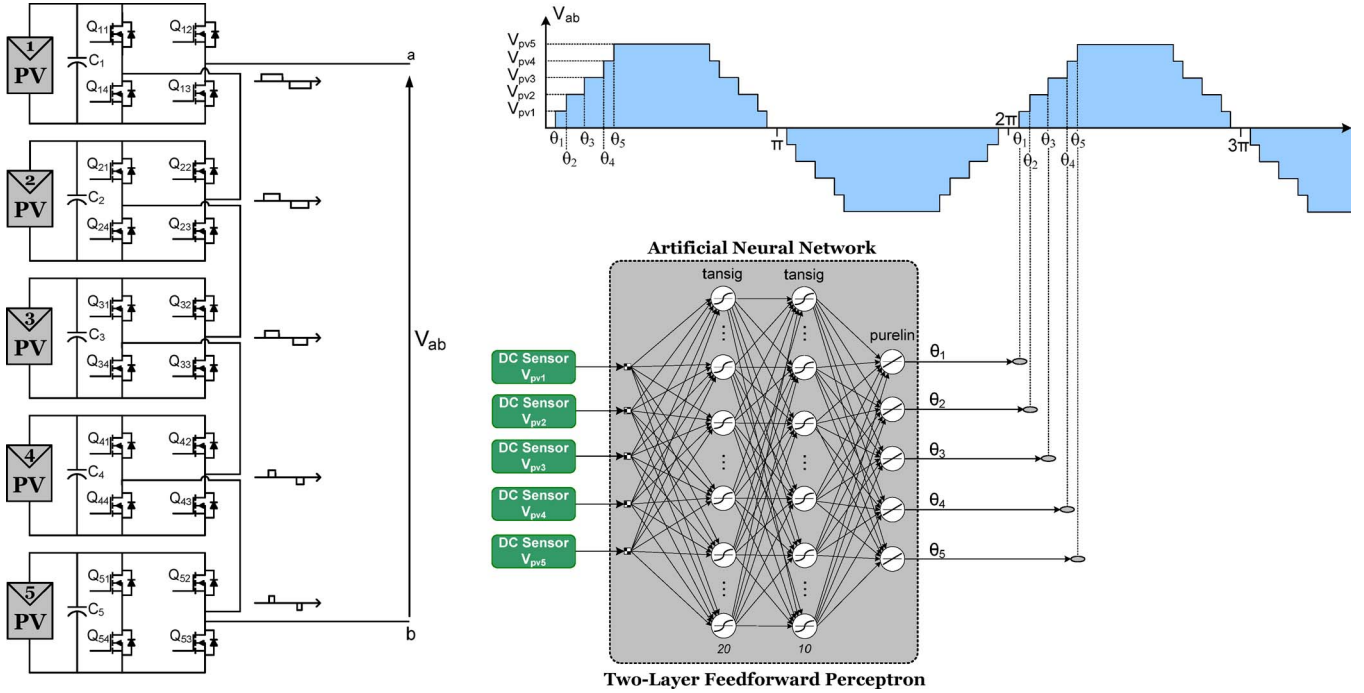 1
PV
C1
Q11
Q12
Q14
Q13
a
2
PV
C2
Q21
Q22
Q24
Q23
3
PV
C3
Q31
Q32
Q34
Q33
Vab
4
PV
C4
Q41
Q42
Q44
Q43
5
PV
C5
Q51
Q52
Q54
Q53
b
Vab
Vpv5
Vpv4
Vpv3
Vpv2
Vpv1
θ1
θ2
θ3
θ4
θ5
π
2π
θ1
θ2
θ3
θ4
θ5
3π
Artificial Neural Network
tansig
tansig
purelin
DC Sensor
Vpv1
DC Sensor
Vpv2
DC Sensor
Vpv3
DC Sensor
Vpv4
DC Sensor
Vpv5
θ1
θ2
θ3
θ4
θ5
20
10
Two-Layer Feedforward Perceptron